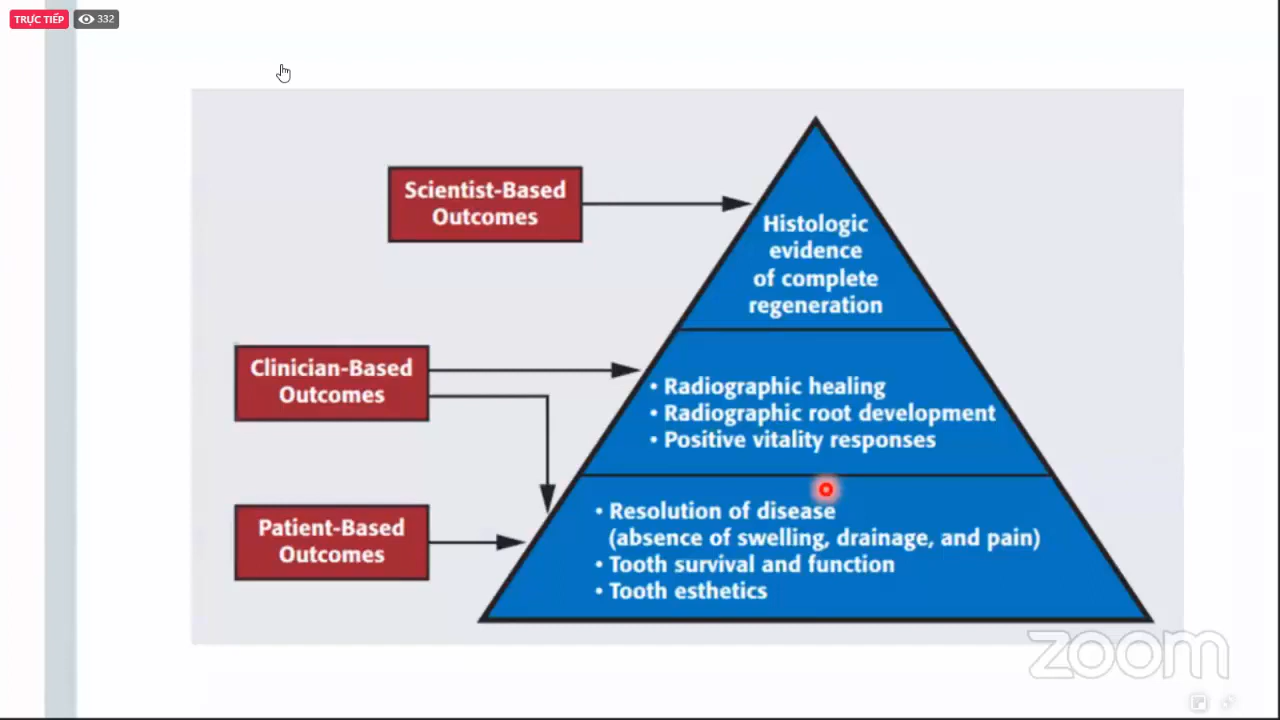 TRỰC TIẾP
332
Scientist-Based
Outcomes
Histologic
evidence
of complete
regeneration
Clinician-Based
Outcomes
• Radiographic healing
• Radiographic root development
• Positive vitality responses
Patient-Based
Outcomes
• Resolution of disease
(absence of swelling, drainage, and pain)
• Tooth survival and function
• Tooth esthetics
zoom